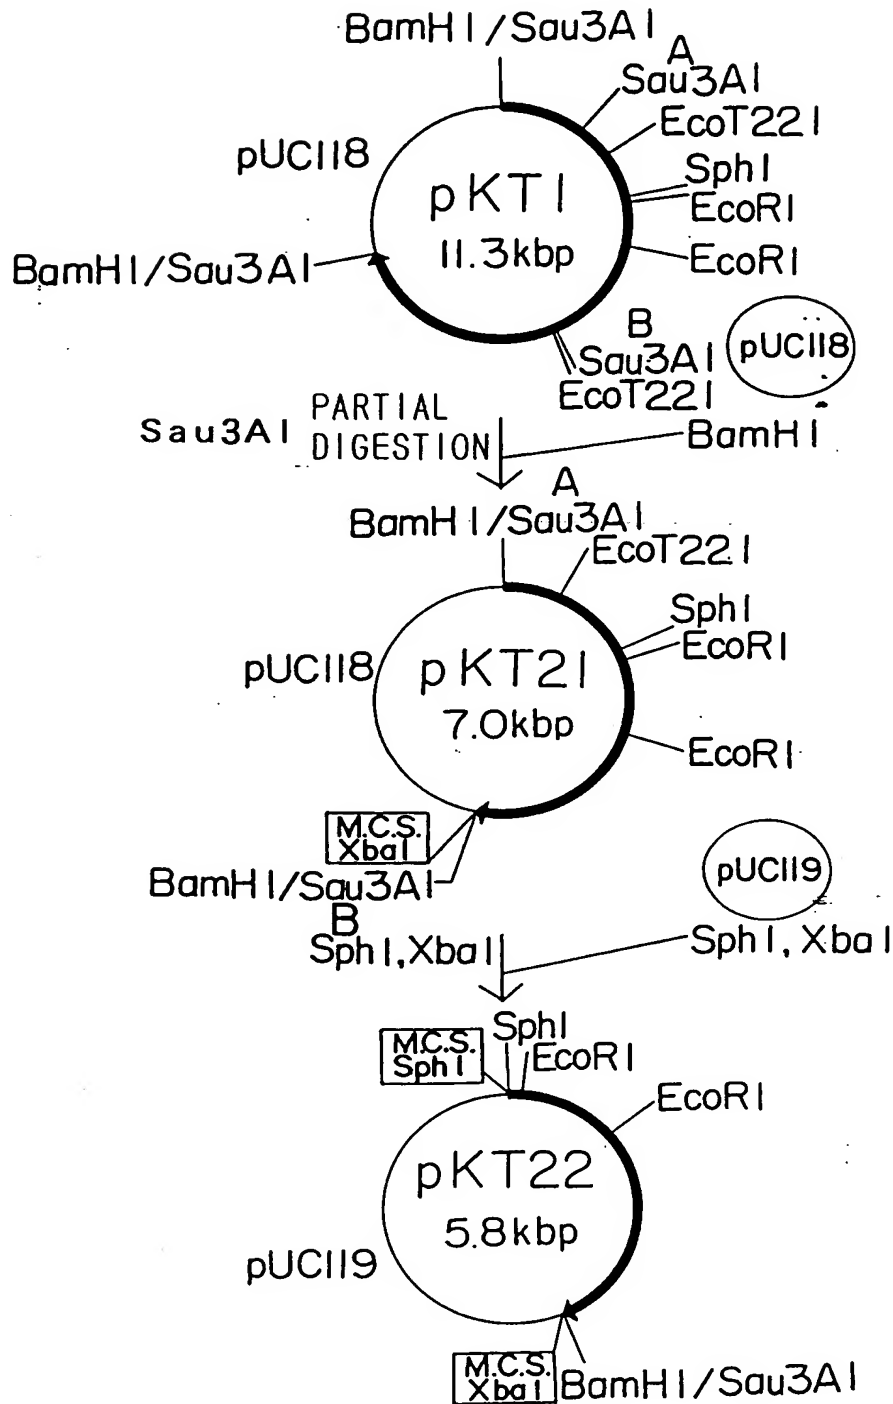 BamHI/Sau3AI
A
Sau3AI
EcoT22I
pUC118
SphI
EcoRI
pKT1
11.3kbp
EcoRI
BamHI/Sau3AI
B
Sau3AI
pUC118
EcoT22I
Sau3AI PARTIAL
DIGESTION
BamHI
A
BamHI/Sau3AI
EcoT22I
SphI
EcoRI
pUC118
pKT21
7.0kbp
EcoRI
M.C.S.
XbaI
pUC119
BamHI/Sau3AI
B
SphI, XbaI
SphI, XbaI
SphI
M.C.S.
SphI
EcoRI
EcoRI
pKT22
5.8kbp
pUC119
M.C.S.
XbaI
BamHI/Sau3AI